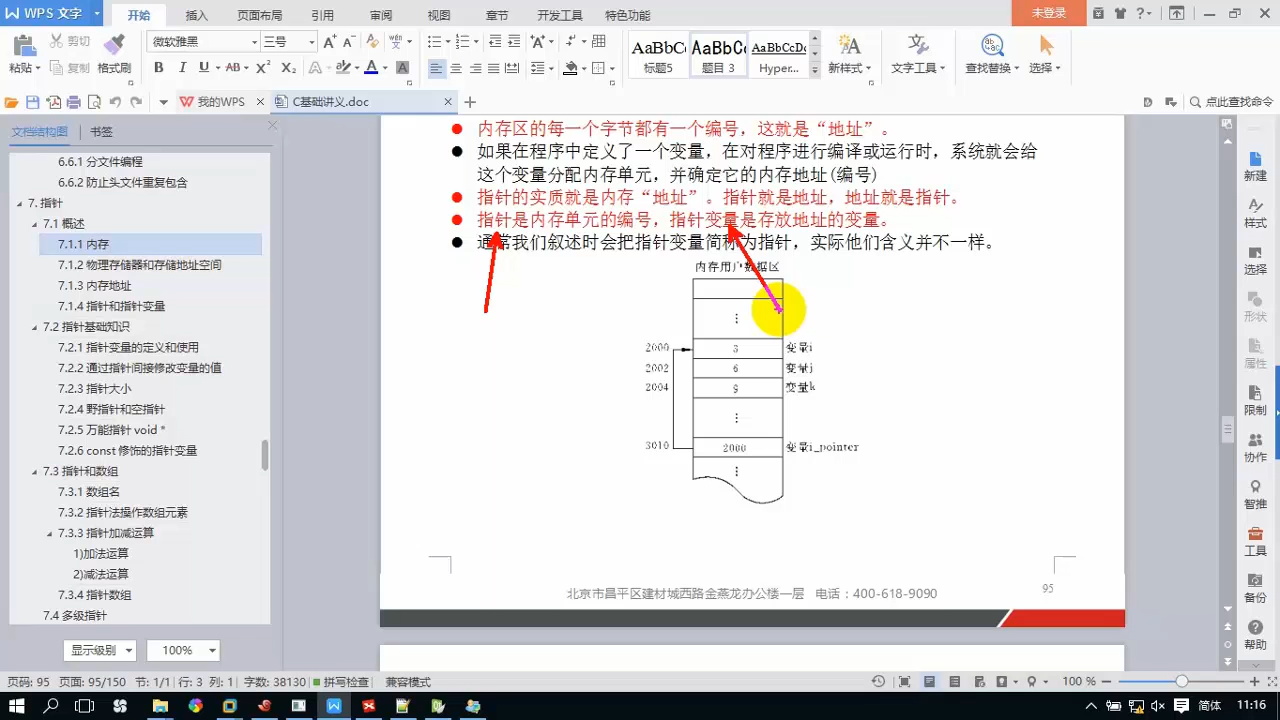 WPS 文字
开始
插入
页面布局
引用
审阅
视图
章节
开发工具
特色功能
未登录
粘贴
剪切
复制
格式刷
微软雅黑
三号
AaBbC
标题5
AaBbCc
题目 3
AaBbCcDc
Hyper...
新样式
文字工具
查找替换
选择
我的WPS
C基础讲义.doc
点此查找命令
文档结构图
书签
6.6.1 分文件编程
6.6.2 防止头文件重复包含
7. 指针
7.1 概述
7.1.1 内存
7.1.2 物理存储器和存储地址空间
7.1.3 内存地址
7.1.4 指针和指针变量
7.2 指针基础知识
7.2.1 指针变量的定义和使用
7.2.2 通过指针间接修改变量的值
7.2.3 指针大小
7.2.4 野指针和空指针
7.2.5 万能指针 void *
7.2.6 const 修饰的指针变量
7.3 指针和数组
7.3.1 数组名
7.3.2 指针法操作数组元素
7.3.3 指针加减运算
1)加法运算
2)减法运算
7.3.4 指针数组
7.4 多级指针
显示级别
100%
内存区的每一个字节都有一个编号，这就是“地址”。
如果在程序中定义了一个变量，在对程序进行编译或运行时，系统就会给
这个变量分配内存单元，并确定它的内存地址(编号)
指针的实质就是内存“地址”。指针就是地址，地址就是指针。
指针是内存单元的编号，指针变量是存放地址的变量。
通常我们叙述时会把指针变量简称为指针，实际他们含义并不一样。
内存用户数据区
2000 3 变量i
2002 6 变量j
2004 9 变量k
3010 2000 变量i_pointer
北京市昌平区建材城西路金燕龙办公楼一层 电话：400-618-9090
95
新建
样式
选择
形状
属性
限制
协作
智推
工具
备份
帮助
页码: 95 页面: 95/150 节: 1/1 行: 3 列: 1 字数: 38130 拼写检查 兼容模式
100 %
简体
11:16